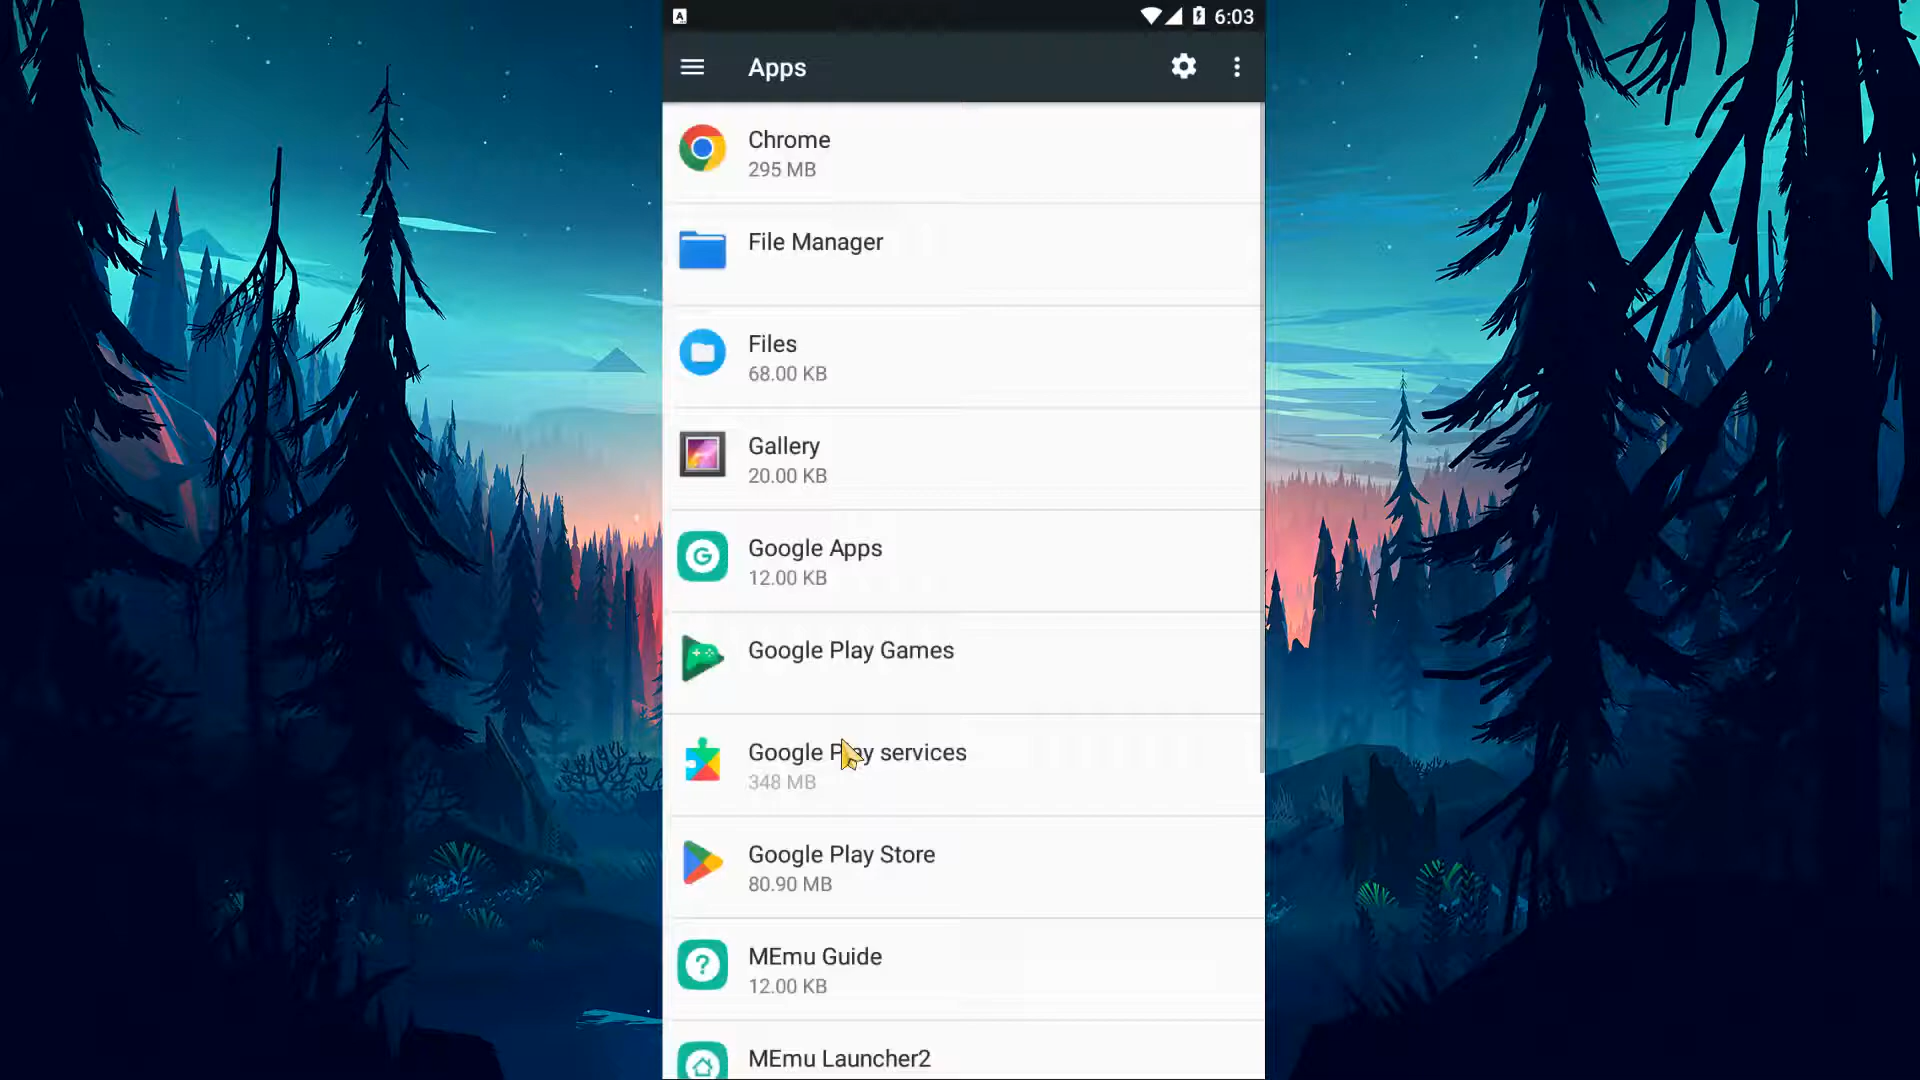 A
6:03
Apps
Chrome
295 MB
File Manager
Files
68.00 KB
Gallery
20.00 KB
Google Apps
12.00 KB
Google Play Games
Google Play services
348 MB
Google Play Store
80.90 MB
MEmu Guide
12.00 KB
MEmu Launcher2